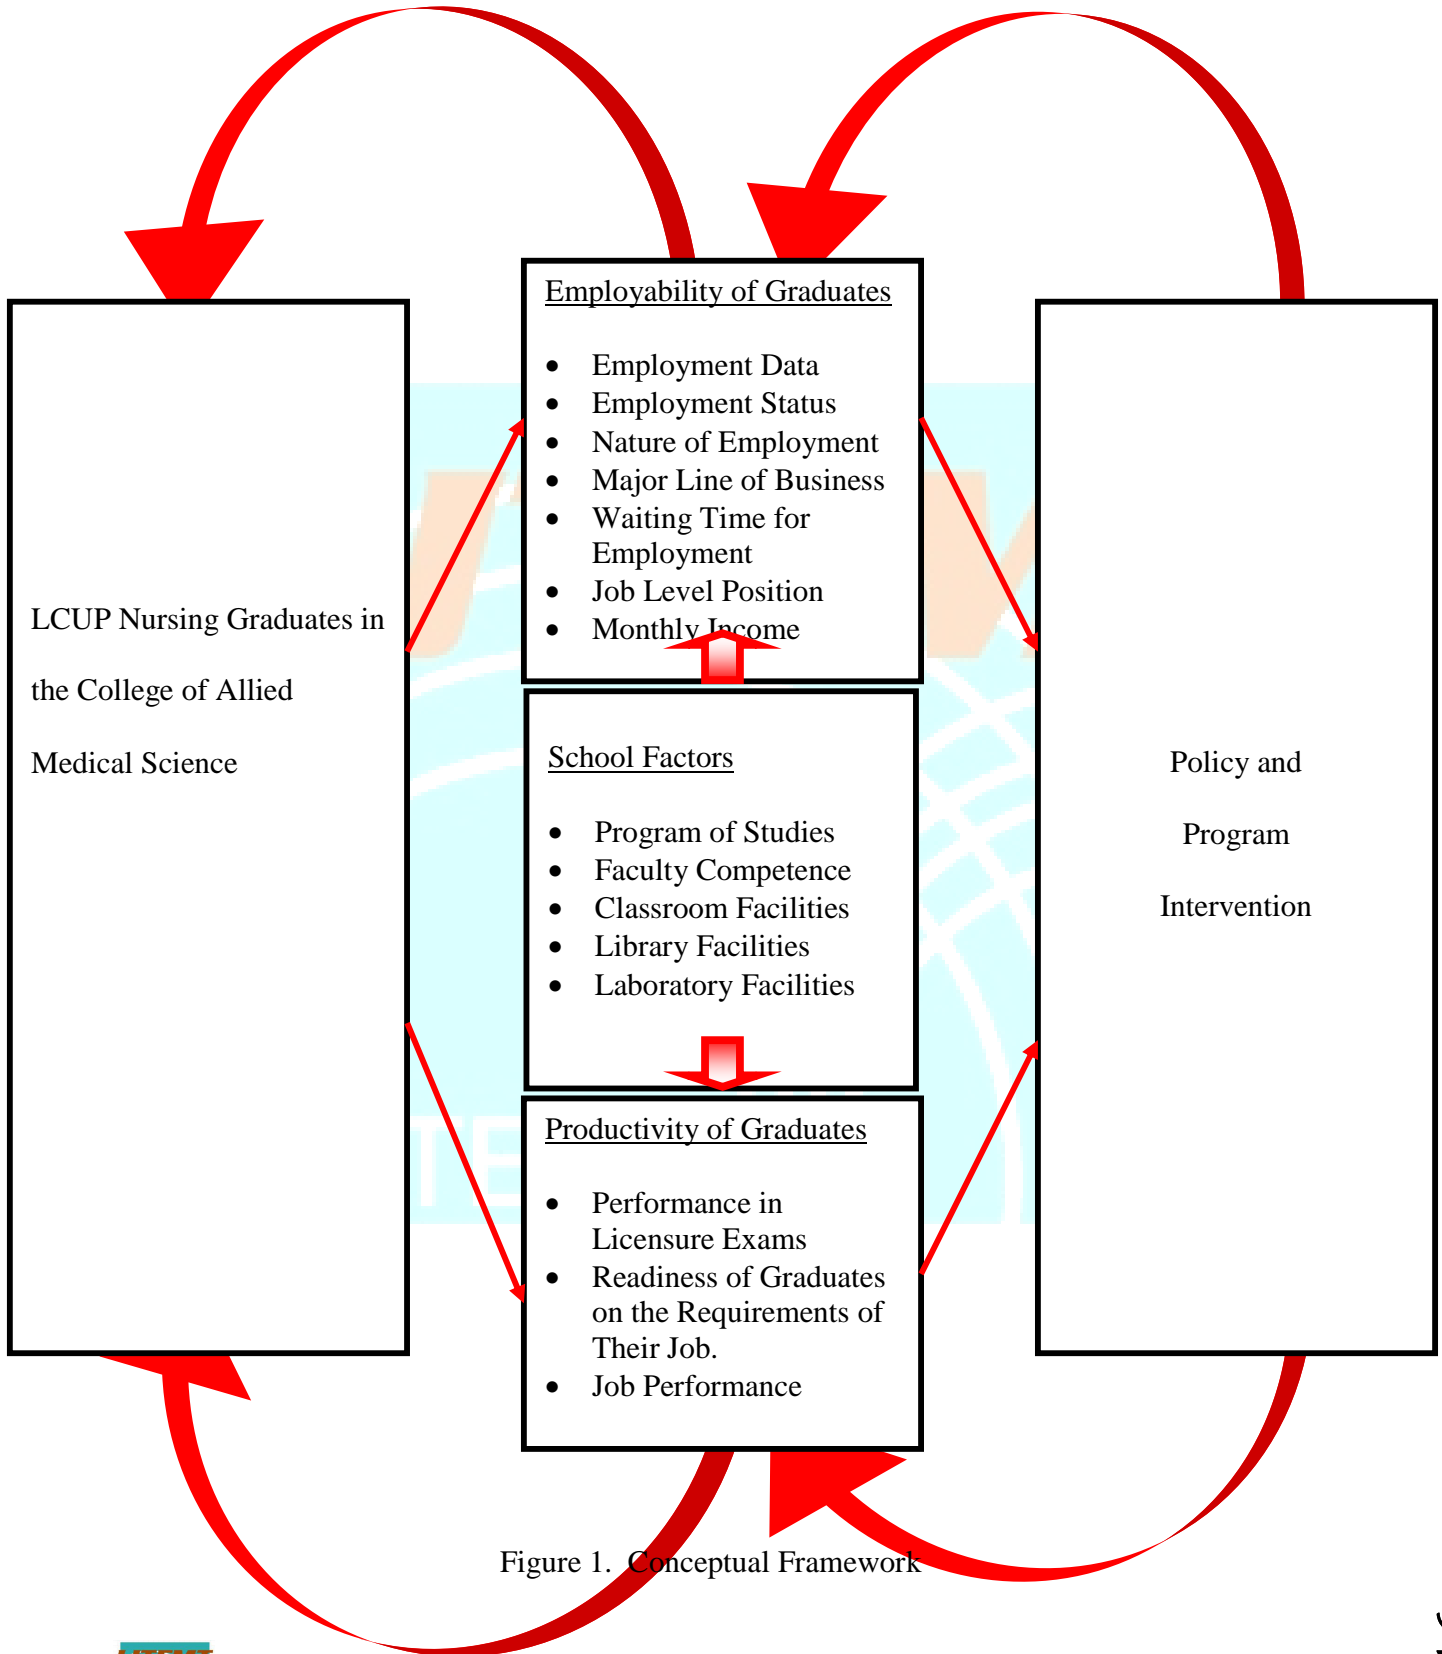 Employability of Graduates
• Employment Data
• Employment Status
• Nature of Employment
• Major Line of Business
• Waiting Time for
Employment
• Job Level Position
• Monthly Income
LCUP Nursing Graduates in
the College of Allied
Medical Science
School Factors
• Program of Studies
• Faculty Competence
• Classroom Facilities
• Library Facilities
• Laboratory Facilities
Policy and
Program
Intervention
Productivity of Graduates
• Performance in
Licensure Exams
• Readiness of Graduates
on the Requirements of
Their Job.
• Job Performance
Figure 1. Conceptual Framework